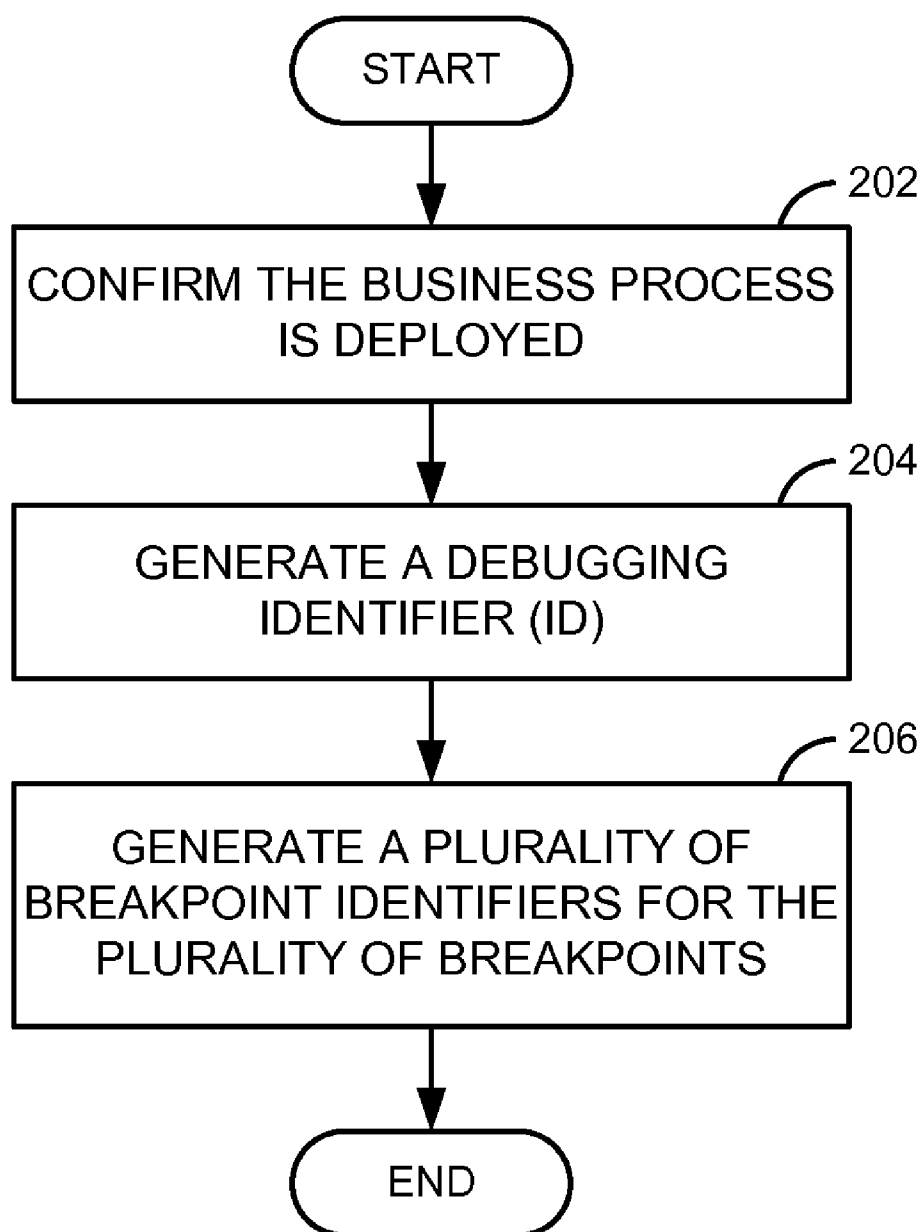 START
202
CONFIRM THE BUSINESS PROCESS
IS DEPLOYED
204
GENERATE A DEBUGGING
IDENTIFIER (ID)
206
GENERATE A PLURALITY OF
BREAKPOINT IDENTIFIERS FOR THE
PLURALITY OF BREAKPOINTS
END